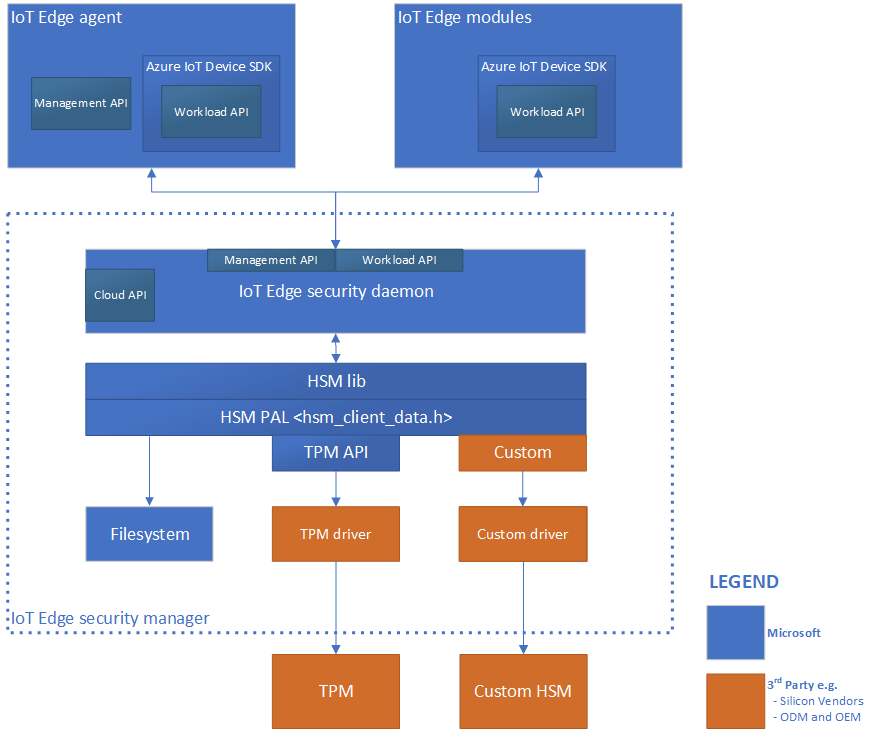 IoT Edge agent
IoT Edge modules
Azure IoT Device SDK
Azure IoT Device SDK
Management API
Workload API
Workload API
Management API
Workload API
Cloud API
IoT Edge security daemon
HSM lib
HSM PAL <hsm_client_data.h>
TPM API
Custom
Filesystem
TPM driver
Custom driver
IoT Edge security manager
TPM
Custom HSM
LEGEND
Microsoft
3rd Party e.g.
- Silicon Vendors
- ODM and OEM